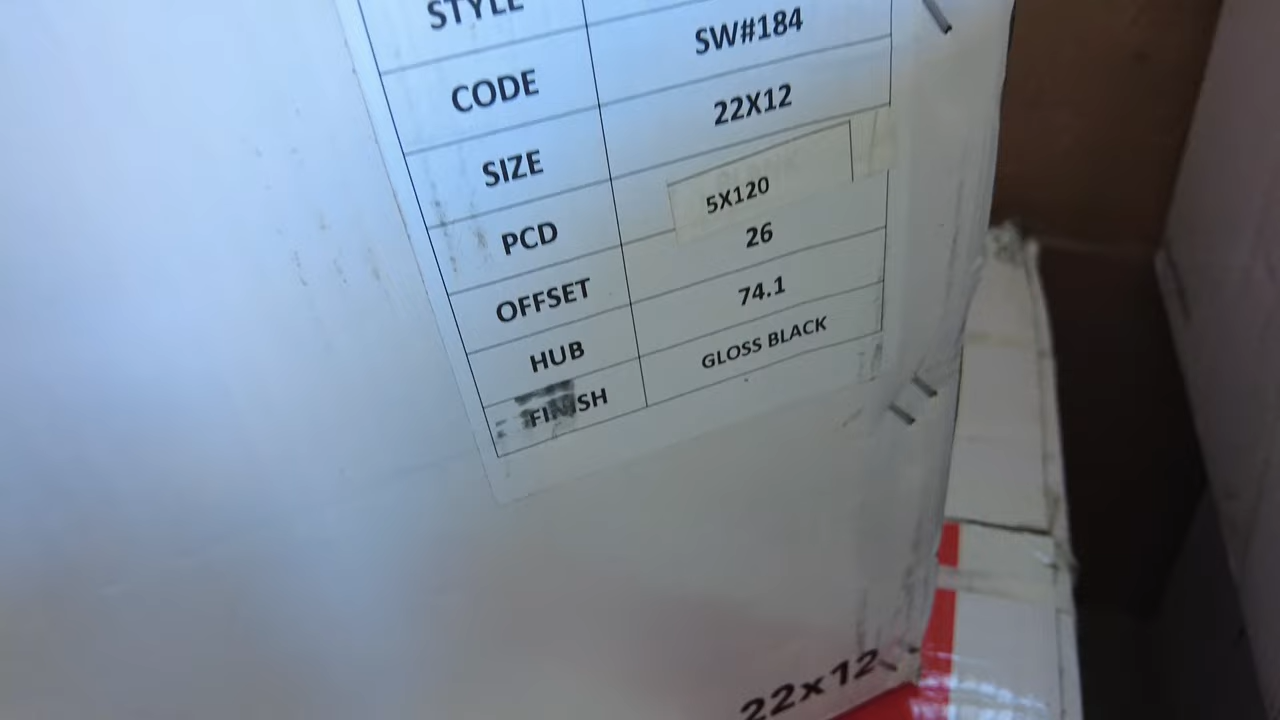 STYLE
CODE SW#184
SIZE 22X12
PCD 5X120
OFFSET 26
HUB 74.1
FINISH GLOSS BLACK
22x12